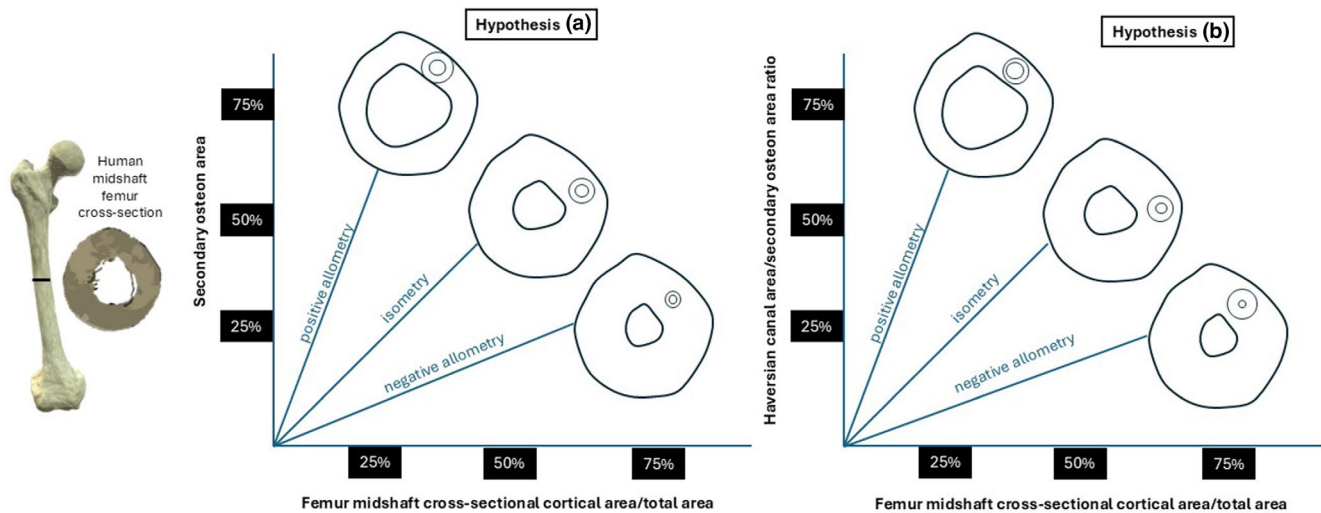 Human
midshaft
femur
cross-section
Hypothesis (a)
Secondary osteon area
75%
50%
25%
positive allometry
isometry
negative allometry
25%
50%
75%
Femur midshaft cross-sectional cortical area/total area
Hypothesis (b)
Haversian canal area/secondary osteon area ratio
75%
50%
25%
positive allometry
isometry
negative allometry
25%
50%
75%
Femur midshaft cross-sectional cortical area/total area